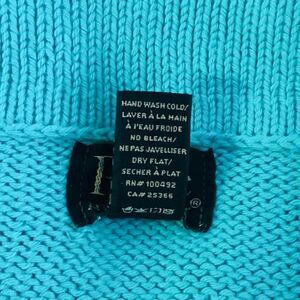 HAND WASH COLD/
LAVER À LA MAIN
À L'EAU FROIDE
NO BLEACH/
NE PAS JAVELLISER
DRY FLAT/
SECHER À PLAT
RN# 100492
CA# 25366
®